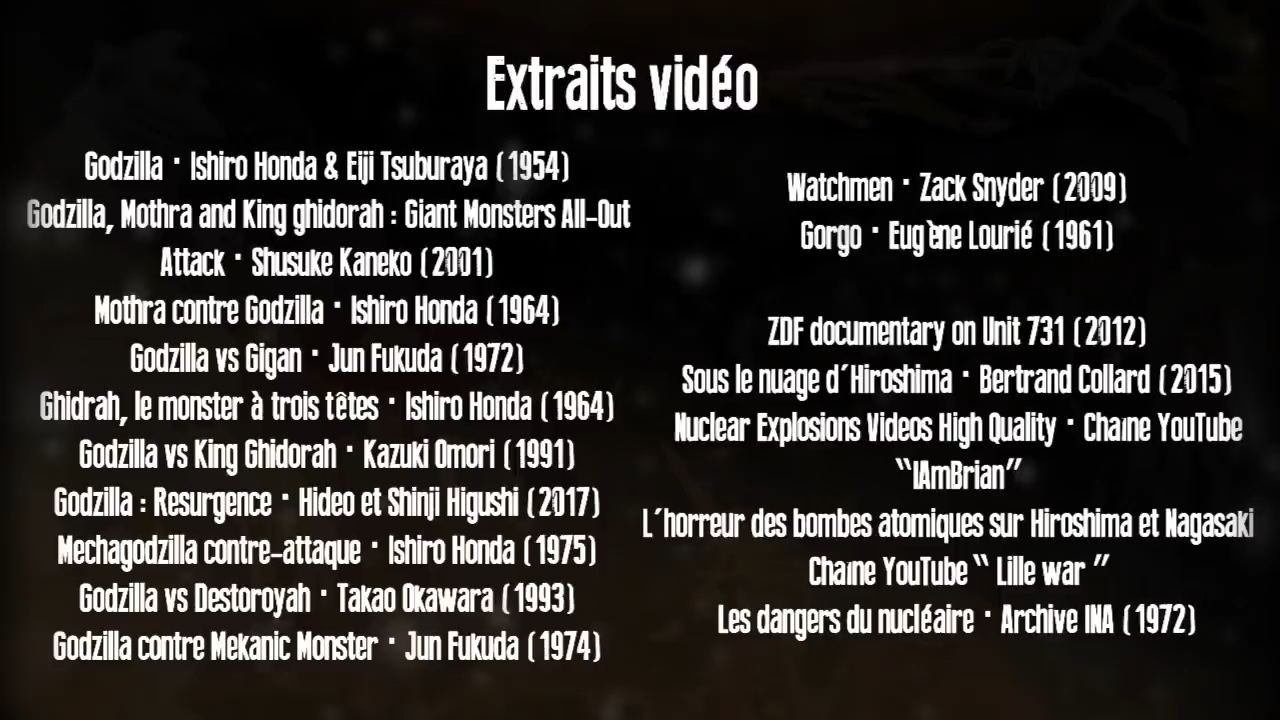 Extraits vidéo
Godzilla · Ishiro Honda & Eiji Tsuburaya (1954)
Godzilla, Mothra and King ghidorah : Giant Monsters All-Out
Attack · Shusuke Kaneko (2001)
Mothra contre Godzilla · Ishiro Honda (1964)
Godzilla vs Gigan · Jun Fukuda (1972)
Ghidrah, le monster à trois têtes · Ishiro Honda (1964)
Godzilla vs King Ghidorah · Kazuki Omori (1991)
Godzilla : Resurgence · Hideo et Shinji Higushi (2017)
Mechagodzilla contre-attaque · Ishiro Honda (1975)
Godzilla vs Destoroyah · Takao Okawara (1993)
Godzilla contre Mekanic Monster · Jun Fukuda (1974)
Watchmen · Zack Snyder (2009)
Gorgo · Eugène Lourié (1961)
ZDF documentary on Unit 731 (2012)
Sous le nuage d´Hiroshima · Bertrand Collard (2015)
Nuclear Explosions Videos High Quality · Chaine YouTube
“IAmBrian”
L´horreur des bombes atomiques sur Hiroshima et Nagasaki
Chaine YouTube “ Lille war ”
Les dangers du nucléaire · Archive INA (1972)